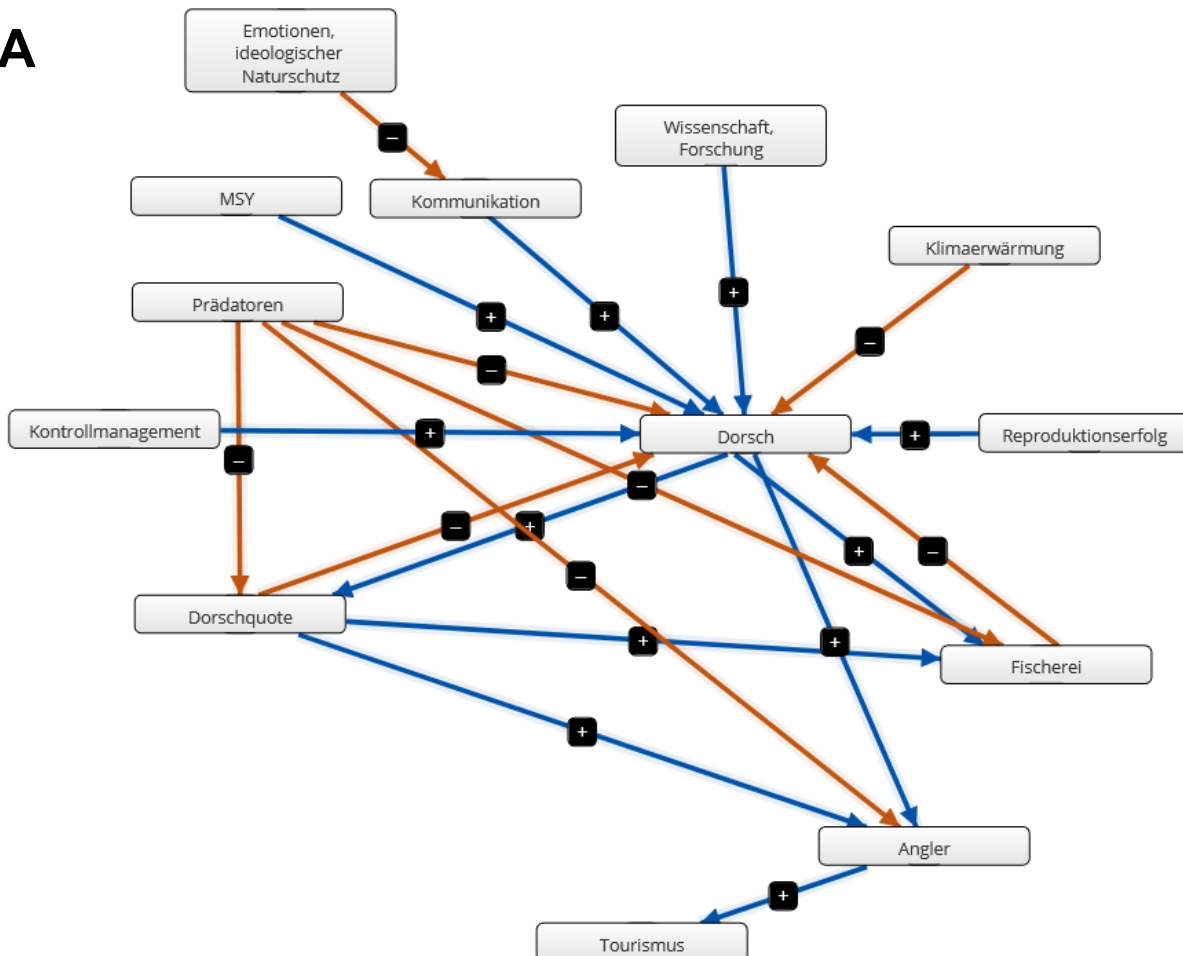 A
Emotionen,
ideologischer
Naturschutz
Wissenschaft,
Forschung
–
MSY
Kommunikation
Klimaerwärmung
+
Prädatoren
+
+
–
–
Kontrollmanagement
+
Dorsch
+
Reproduktionserfolg
–
–
–
+
+
–
–
Dorschquote
+
+
Fischerei
+
Angler
+
Tourismus